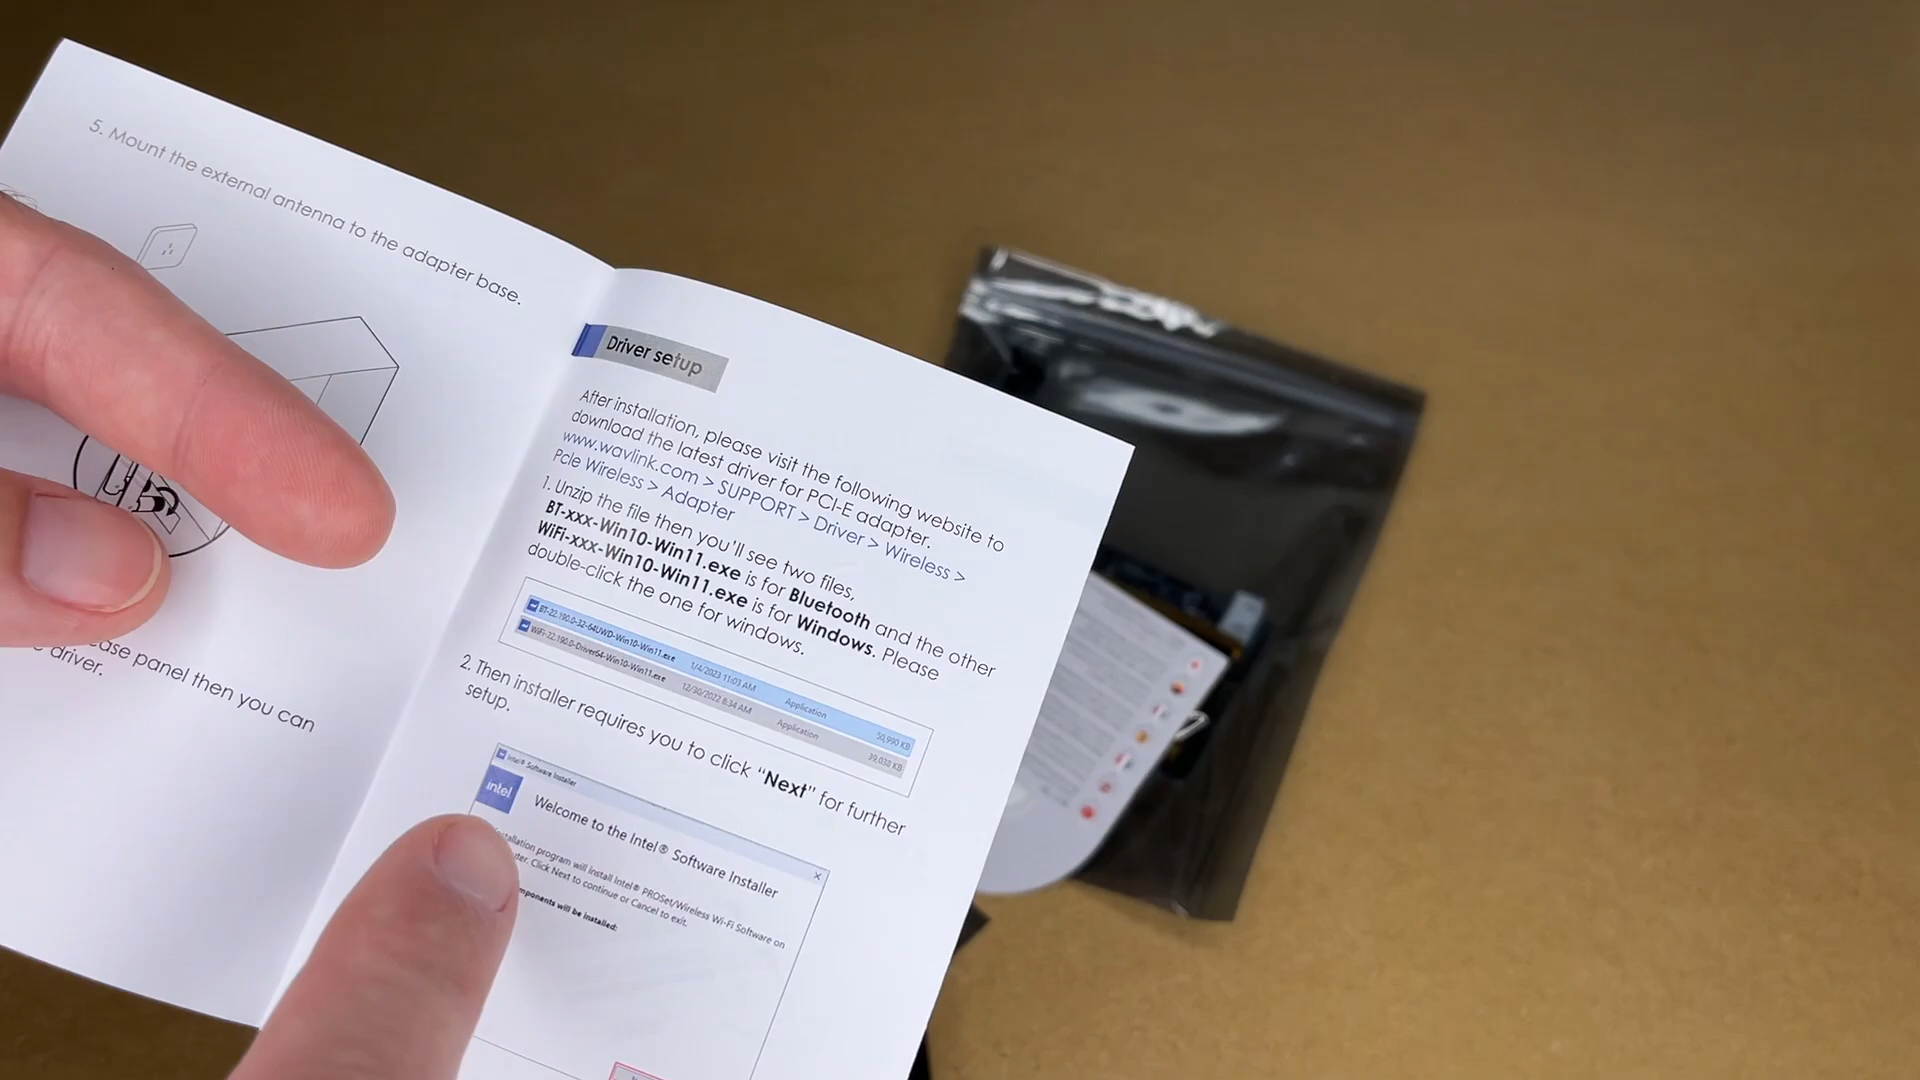 5. Mount the external antenna to the adapter base.
ase panel then you can
driver.
Driver setup
After installation, please visit the following website to
download the latest driver for PCI-E adapter.
www.wavlink.com > SUPPORT > Driver > Wireless >
PcIe Wireless > Adapter
1. Unzip the file then you'll see two files,
BT-xxx-Win10-Win11.exe is for Bluetooth and the other
WiFi-xxx-Win10-Win11.exe is for Windows. Please
double-click the one for windows.
BT-22.190.0-32-64UWD-Win10-Win11.exe 1/4/2023 11:03 AM Application 50,990 KB
WiFi-22.190.0-Driver64-Win10-Win11.exe 12/30/2022 8:34 AM Application 39,038 KB
2. Then installer requires you to click "Next" for further
setup.
Intel® Software Installer
intel
Welcome to the Intel® Software Installer
stallation program will install Intel® PROSet/Wireless Wi-Fi Software on
uter. Click Next to continue or Cancel to exit.
mponents will be installed: